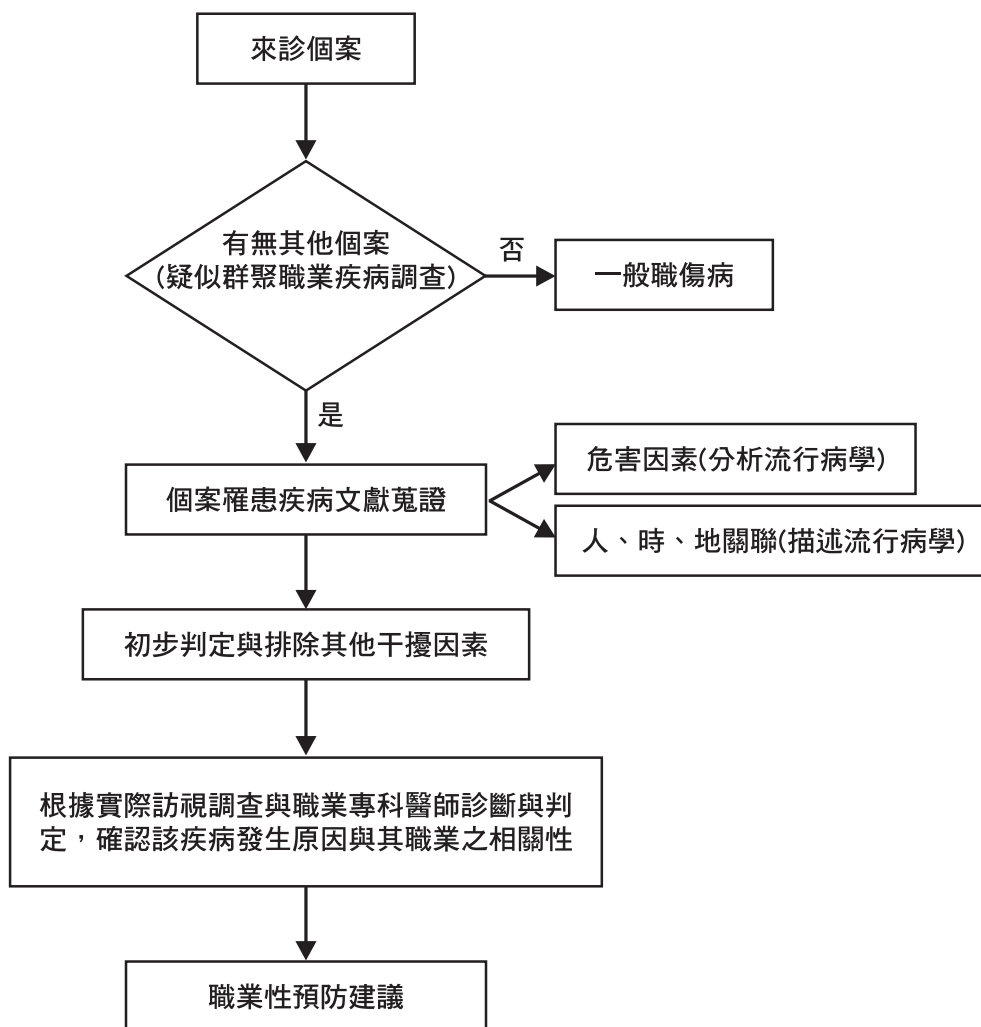 來診個案
有無其他個案
(疑似群聚職業疾病調查)
否
一般職傷病
是
個案罹患疾病文獻蒐證
危害因素(分析流行病學)
人、時、地關聯(描述流行病學)
初步判定與排除其他干擾因素
根據實際訪視調查與職業專科醫師診斷與判
定，確認該疾病發生原因與其職業之相關性
職業性預防建議